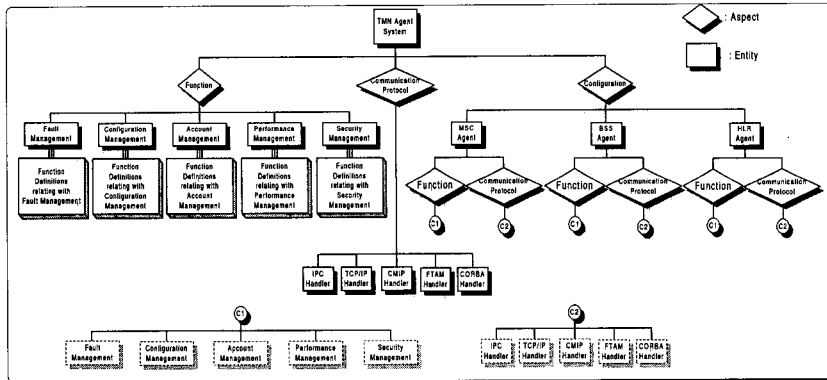 TMN Agent
System
: Aspect
: Entity
Function
Communication
Protocol
Configuration
Fault
Management
Configuration
Management
Account
Management
Performance
Management
Security
Management
MSC
Agent
BSS
Agent
HLR
Agent
Function
Definitions
relating with
Fault Management
Function
Definitions
relating with
Configuration
Management
Function
Definitions
relating with
Account
Management
Function
Definitions
relating with
Performance
Management
Function
Definitions
relating with
Security
Management
Function
Communication
Protocol
Function
Communication
Protocol
Function
Communication
Protocol
C1
C2
C1
C2
C1
C2
IPC
Handler
TCP/IP
Handler
CMIP
Handler
FTAM
Handler
CORBA
Handler
C1
Fault
Management
Configuration
Management
Account
Management
Performance
Management
Security
Management
C2
IPC
Handler
TCP/IP
Handler
CMIP
Handler
FTAM
Handler
CORBA
Handler